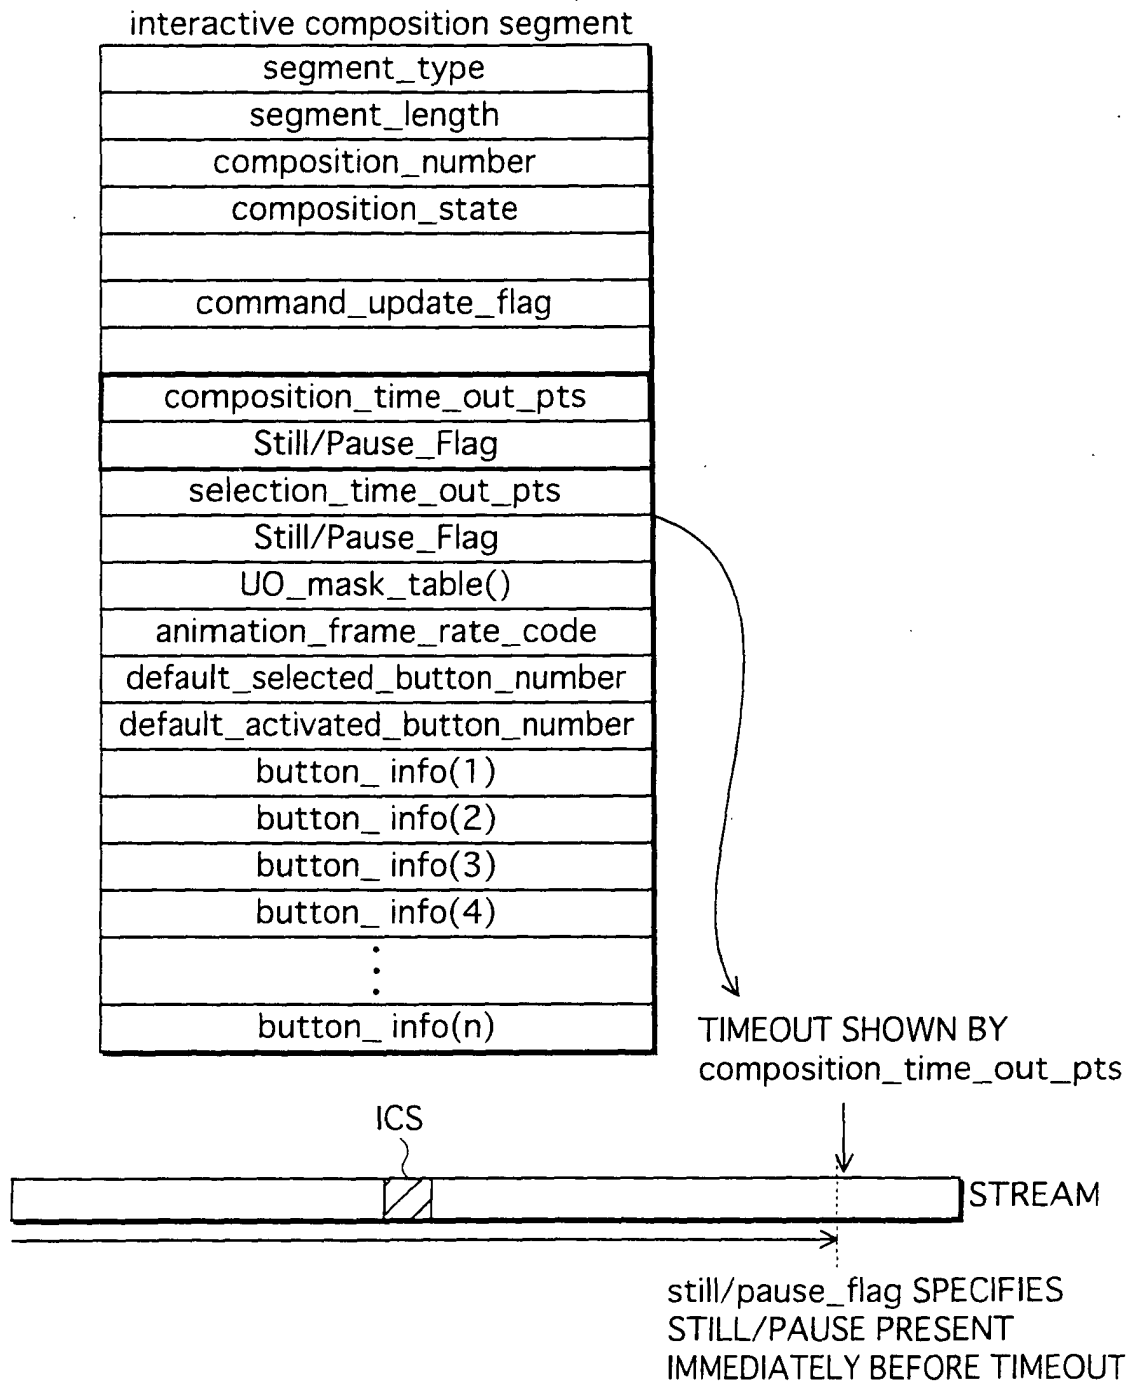 interactive composition segment
segment_type
segment_length
composition_number
composition_state
command_update_flag
composition_time_out_pts
Still/Pause_Flag
selection_time_out_pts
Still/Pause_Flag
UO_mask_table()
animation_frame_rate_code
default_selected_button_number
default_activated_button_number
button_ info(1)
button_ info(2)
button_ info(3)
button_ info(4)
button_ info(n)
TIMEOUT SHOWN BY
composition_time_out_pts
ICS
STREAM
still/pause_flag SPECIFIES
STILL/PAUSE PRESENT
IMMEDIATELY BEFORE TIMEOUT